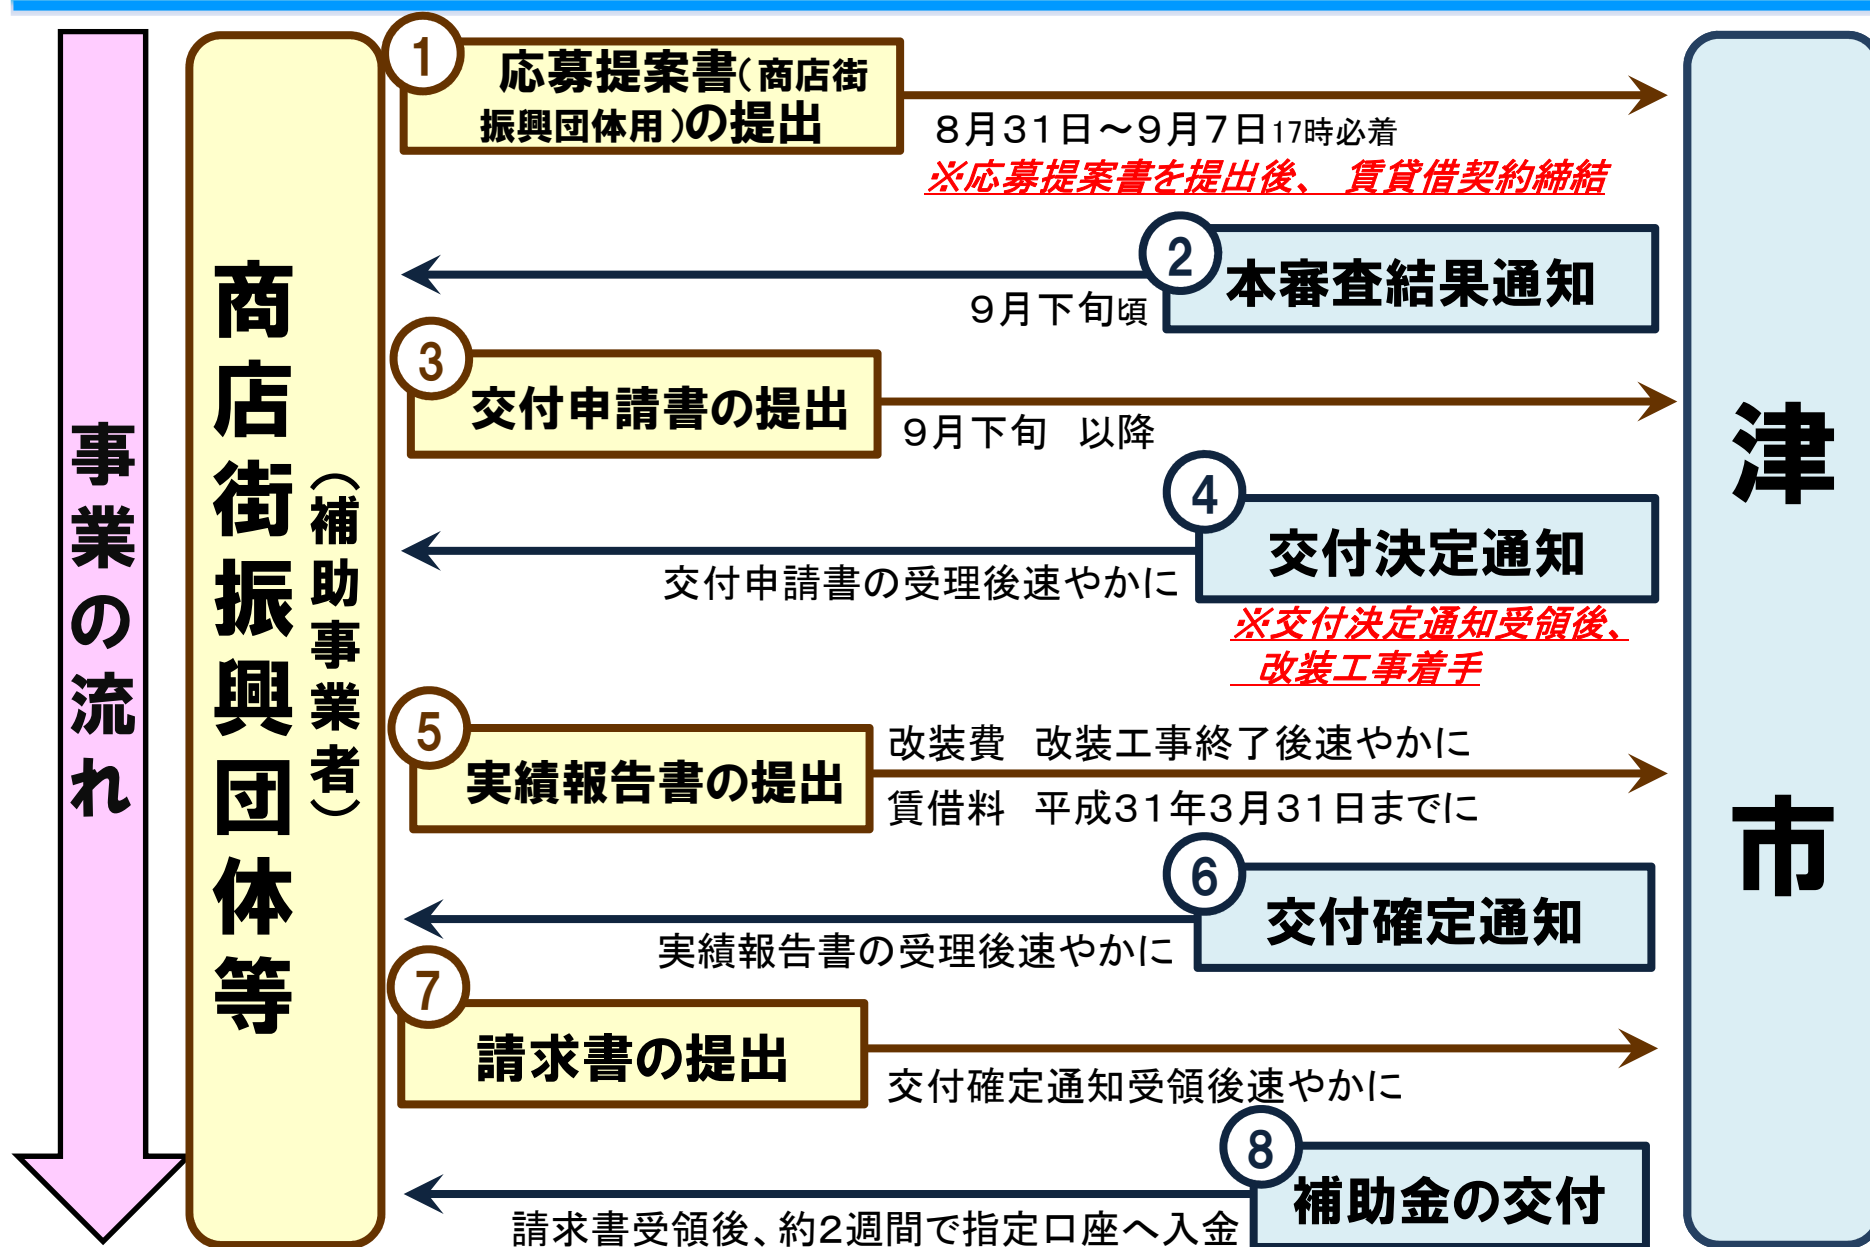 事業の流れ
商店街振興団体等
（補助事業者）
①
応募提案書（商店街
振興団体用）の提出
８月３１日～９月７日17時必着
※応募提案書を提出後、　賃貸借契約締結
②
本審査結果通知
９月下旬頃
③
交付申請書の提出
９月下旬　以降
④
交付決定通知
交付申請書の受理後速やかに
※交付決定通知受領後、
改装工事着手
⑤
実績報告書の提出
改装費　改装工事終了後速やかに
賃借料　平成３１年３月３１日までに
⑥
交付確定通知
実績報告書の受理後速やかに
⑦
請求書の提出
交付確定通知受領後速やかに
⑧
補助金の交付
請求書受領後、約２週間で指定口座へ入金
津市